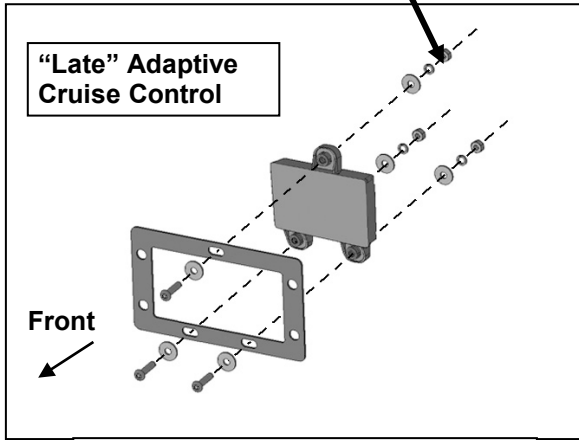 “Late” Adaptive
Cruise Control
Front